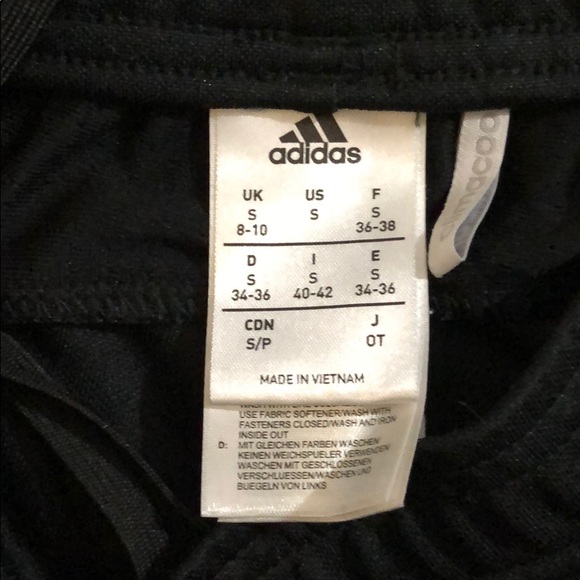 adidas
UK US F
S S S
8-10 36-38
D I E
S S S
34-36 40-42 34-36
CDN J
S/P OT
MADE IN VIETNAM
USE FABRIC SOFTENER/WASH WITH
FASTENERS CLOSED/WASH AND IRON
INSIDE OUT
D: MIT GLEICHEN FARBEN WASCHEN/
KEINEN WEICHSPUELER VERWENDEN/
WASCHEN MIT GESCHLOSSENEN
VERSCHLUESSEN/WASCHEN UND
BUEGELN VON LINKS
climacool